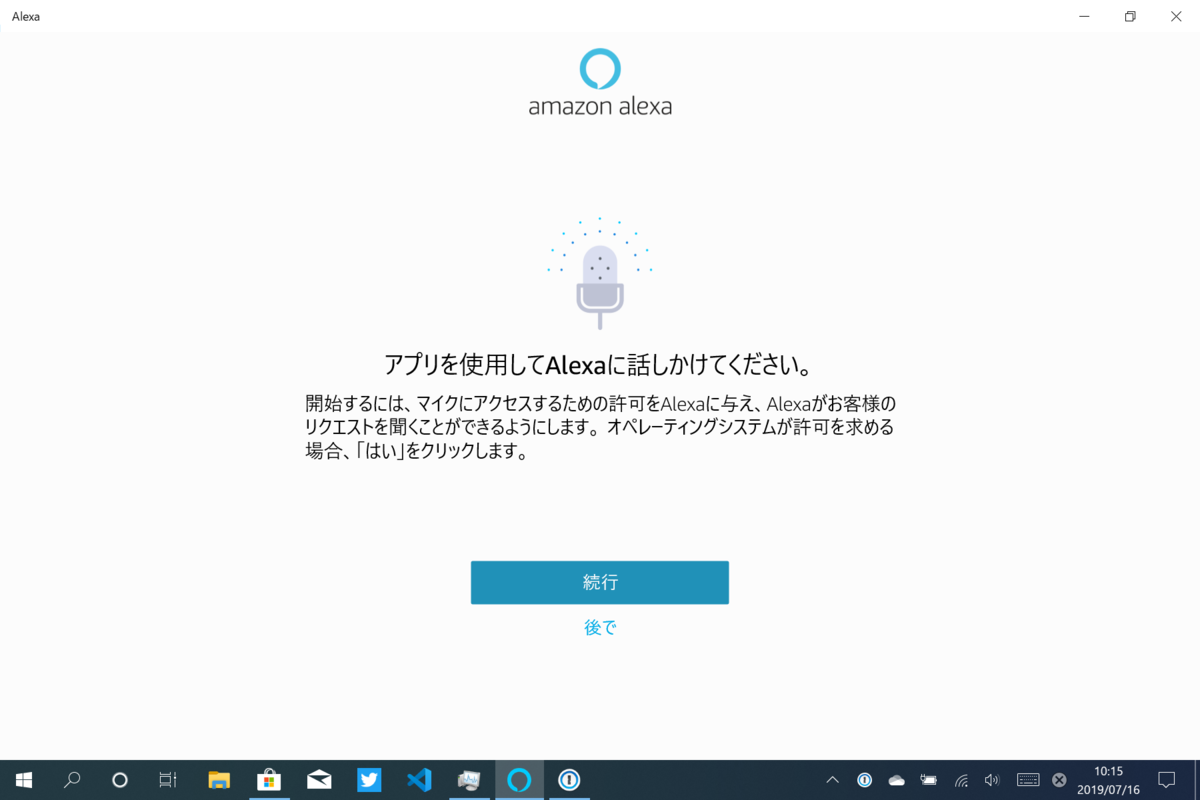 Alexa
amazon alexa
アプリを使用してAlexaに話しかけてください。
開始するには、マイクにアクセスするための許可をAlexaに与え、Alexaがお客様の
リクエストを聞くことができるようにします。オペレーティングシステムが許可を求める
場合、「はい」をクリックします。
続行
後で
10:15
2019/07/16